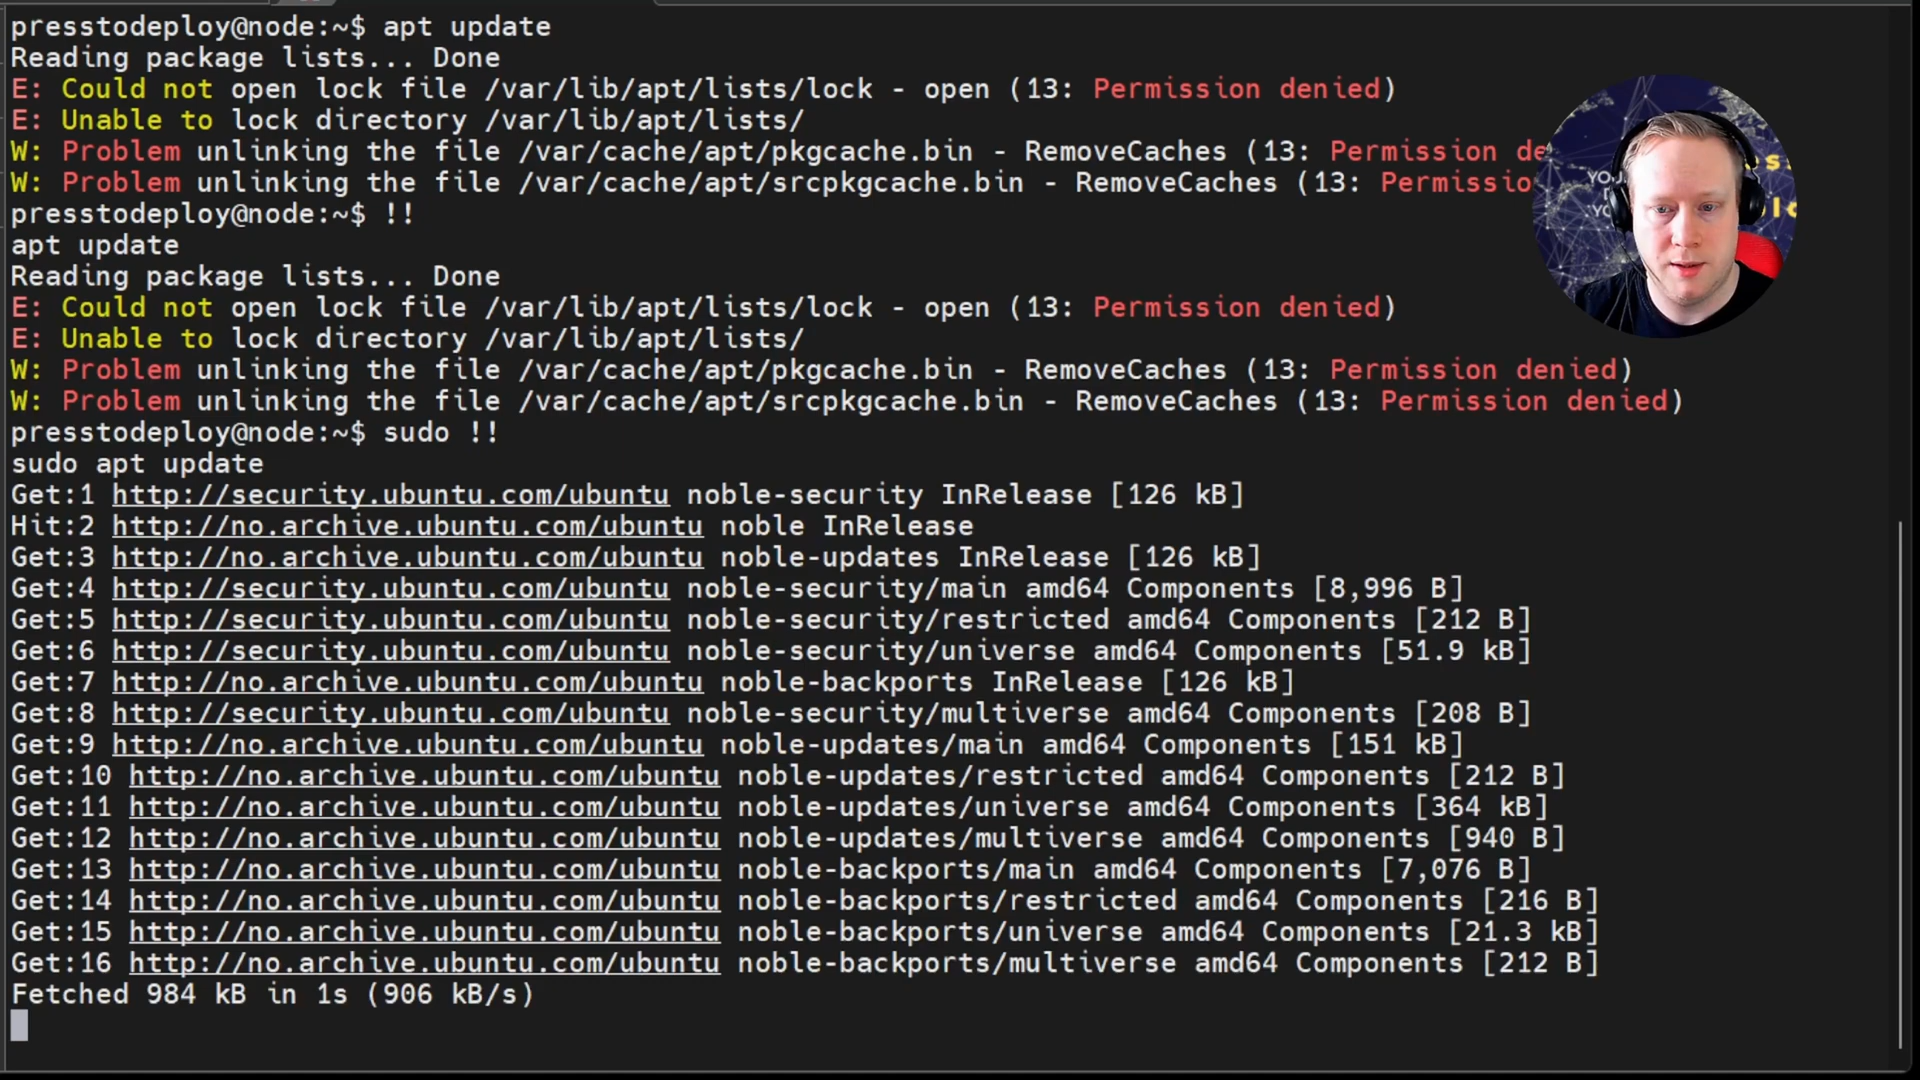 presstodeploy@node:~$ apt update
Reading package lists... Done
E: Could not open lock file /var/lib/apt/lists/lock - open (13: Permission denied)
E: Unable to lock directory /var/lib/apt/lists/
W: Problem unlinking the file /var/cache/apt/pkgcache.bin - RemoveCaches (13: Permission de
W: Problem unlinking the file /var/cache/apt/srcpkgcache.bin - RemoveCaches (13: Permissio
presstodeploy@node:~$ !!
apt update
Reading package lists... Done
E: Could not open lock file /var/lib/apt/lists/lock - open (13: Permission denied)
E: Unable to lock directory /var/lib/apt/lists/
W: Problem unlinking the file /var/cache/apt/pkgcache.bin - RemoveCaches (13: Permission denied)
W: Problem unlinking the file /var/cache/apt/srcpkgcache.bin - RemoveCaches (13: Permission denied)
presstodeploy@node:~$ sudo !!
sudo apt update
Get:1 http://security.ubuntu.com/ubuntu noble-security InRelease [126 kB]
Hit:2 http://no.archive.ubuntu.com/ubuntu noble InRelease
Get:3 http://no.archive.ubuntu.com/ubuntu noble-updates InRelease [126 kB]
Get:4 http://security.ubuntu.com/ubuntu noble-security/main amd64 Components [8,996 B]
Get:5 http://security.ubuntu.com/ubuntu noble-security/restricted amd64 Components [212 B]
Get:6 http://security.ubuntu.com/ubuntu noble-security/universe amd64 Components [51.9 kB]
Get:7 http://no.archive.ubuntu.com/ubuntu noble-backports InRelease [126 kB]
Get:8 http://security.ubuntu.com/ubuntu noble-security/multiverse amd64 Components [208 B]
Get:9 http://no.archive.ubuntu.com/ubuntu noble-updates/main amd64 Components [151 kB]
Get:10 http://no.archive.ubuntu.com/ubuntu noble-updates/restricted amd64 Components [212 B]
Get:11 http://no.archive.ubuntu.com/ubuntu noble-updates/universe amd64 Components [364 kB]
Get:12 http://no.archive.ubuntu.com/ubuntu noble-updates/multiverse amd64 Components [940 B]
Get:13 http://no.archive.ubuntu.com/ubuntu noble-backports/main amd64 Components [7,076 B]
Get:14 http://no.archive.ubuntu.com/ubuntu noble-backports/restricted amd64 Components [216 B]
Get:15 http://no.archive.ubuntu.com/ubuntu noble-backports/universe amd64 Components [21.3 kB]
Get:16 http://no.archive.ubuntu.com/ubuntu noble-backports/multiverse amd64 Components [212 B]
Fetched 984 kB in 1s (906 kB/s)